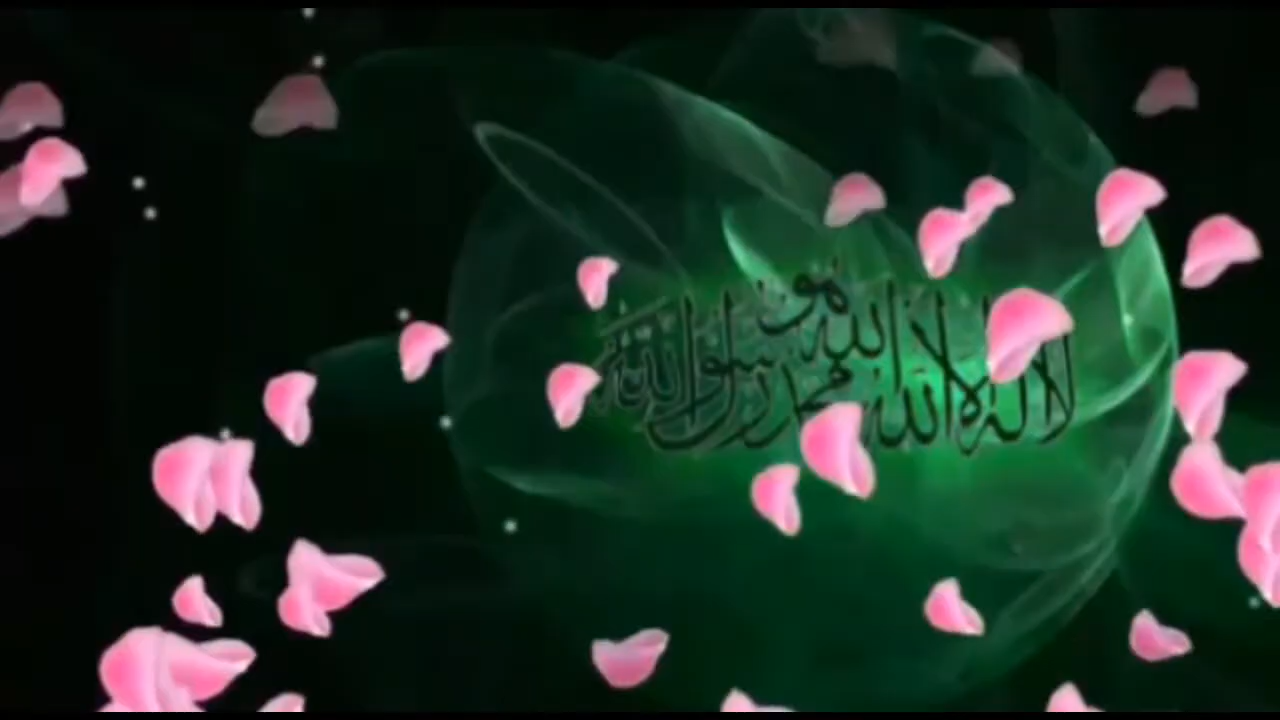 لا اله الا الله محمد رسول الله